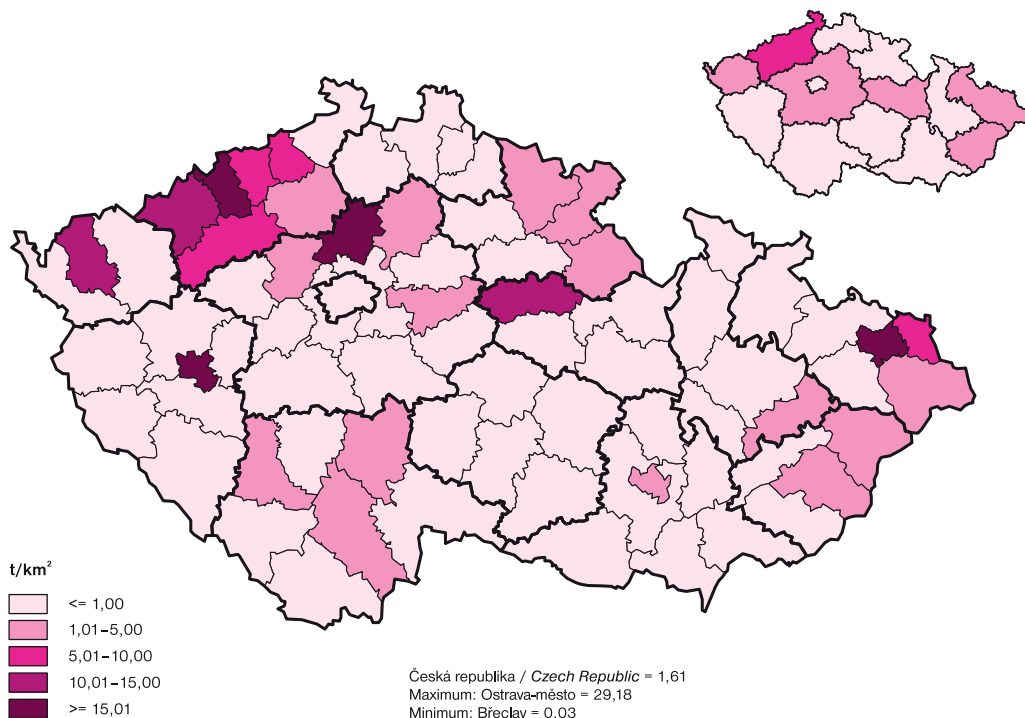 t/km²
<= 1,00
1,01–5,00
5,01–10,00
10,01–15,00
>= 15,01
Česká republika / Czech Republic = 1,61
Maximum: Ostrava-město = 29,18
Minimum: Břeclav = 0,03